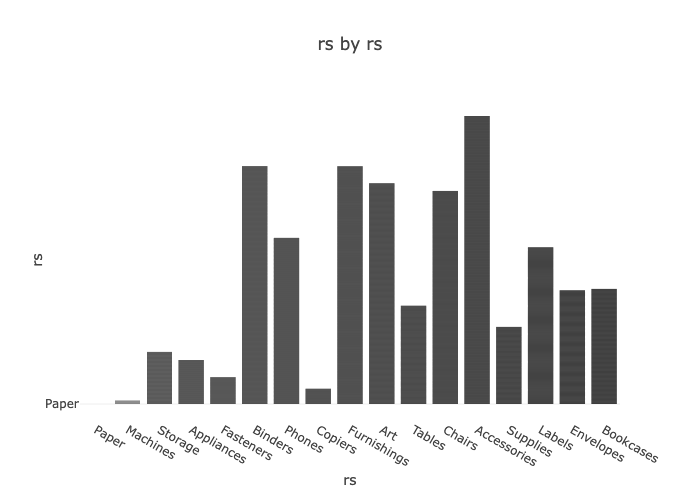 rs by rs
rs
Paper
Paper
Machines
Storage
Appliances
Fasteners
Binders
Phones
Copiers
Furnishings
Art
Tables
Chairs
Accessories
Supplies
Labels
Envelopes
Bookcases
rs